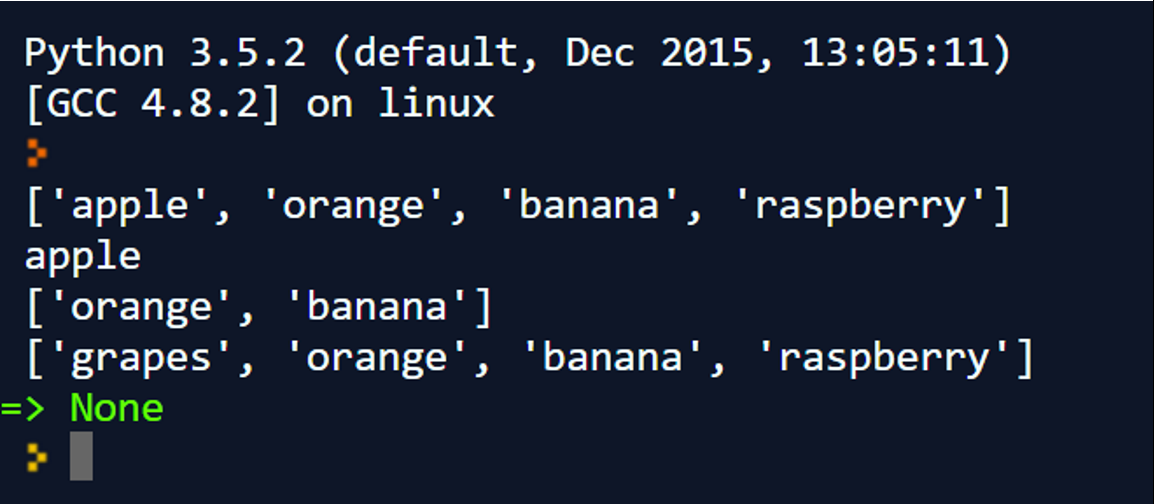 Python 3.5.2 (default, Dec 2015, 13:05:11)
[GCC 4.8.2] on linux
['apple', 'orange', 'banana', 'raspberry']
apple
['orange', 'banana']
['grapes', 'orange', 'banana', 'raspberry']
=> None